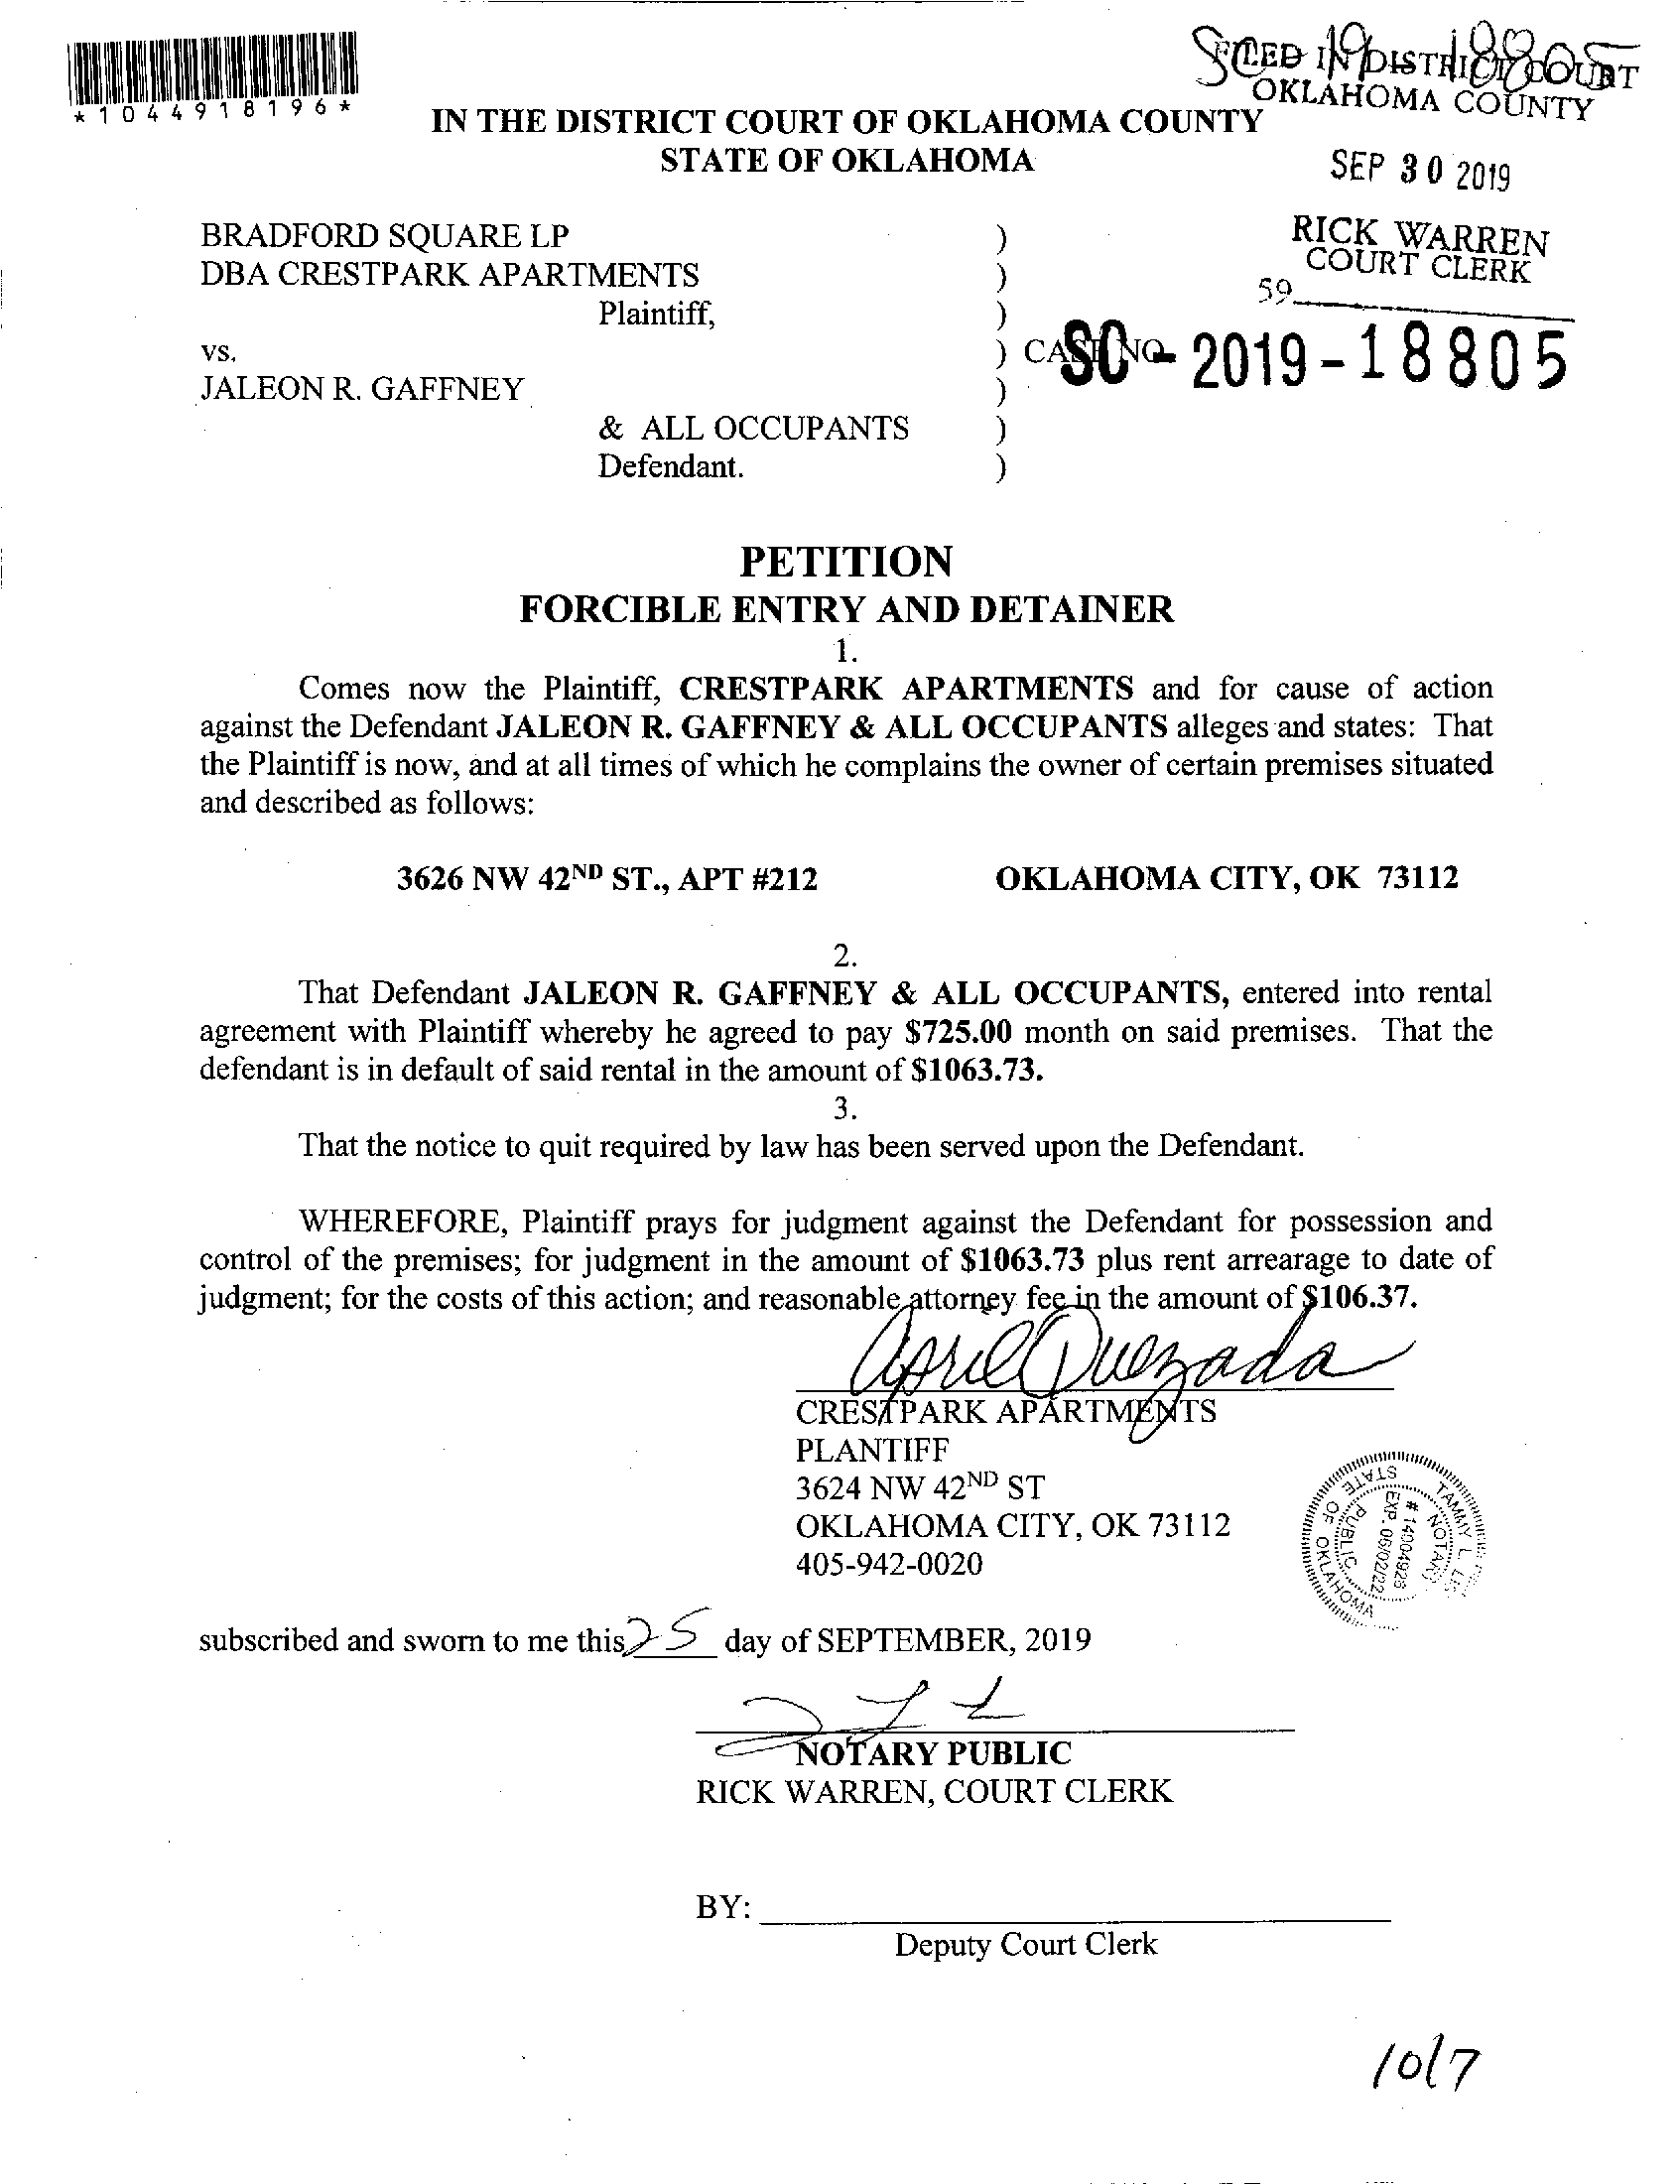 *1044918196*
SC 19 18805
FILED IN DISTRICT COURT
OKLAHOMA COUNTY
IN THE DISTRICT COURT OF OKLAHOMA COUNTY
STATE OF OKLAHOMA
SEP 30 2019
RICK WARREN
COURT CLERK
59
BRADFORD SQUARE LP )
DBA CRESTPARK APARTMENTS )
Plaintiff, )
vs. ) CASE NO.
SC - 2019 - 18805
JALEON R. GAFFNEY )
& ALL OCCUPANTS )
Defendant. )
PETITION
FORCIBLE ENTRY AND DETAINER
1.
Comes now the Plaintiff, CRESTPARK APARTMENTS and for cause of action
against the Defendant JALEON R. GAFFNEY & ALL OCCUPANTS alleges and states: That
the Plaintiff is now, and at all times of which he complains the owner of certain premises situated
and described as follows:
3626 NW 42ND ST., APT #212 OKLAHOMA CITY, OK 73112
2.
That Defendant JALEON R. GAFFNEY & ALL OCCUPANTS, entered into rental
agreement with Plaintiff whereby he agreed to pay $725.00 month on said premises. That the
defendant is in default of said rental in the amount of $1063.73.
3.
That the notice to quit required by law has been served upon the Defendant.
WHEREFORE, Plaintiff prays for judgment against the Defendant for possession and
control of the premises; for judgment in the amount of $1063.73 plus rent arrearage to date of
judgment; for the costs of this action; and reasonable attorney fee in the amount of $106.37.
April Quezada
CRESTPARK APARTMENTS
PLANTIFF
3624 NW 42ND ST
OKLAHOMA CITY, OK 73112
405-942-0020
TAMMY L.
NOTARY
# 14004925
EXP. 06/02/22
PUBLIC
STATE OF OKLAHOMA
subscribed and sworn to me this 25 day of SEPTEMBER, 2019
NOTARY PUBLIC
RICK WARREN, COURT CLERK
BY:
Deputy Court Clerk
10/7